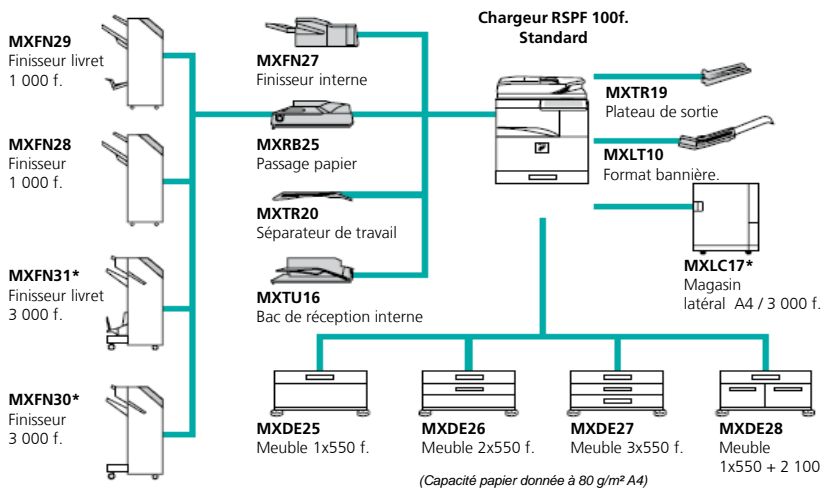 MXFN29
Finisseur livret
1 000 f.
MXFN28
Finisseur
1 000 f.
MXFN31*
Finisseur livret
3 000 f.
MXFN30*
Finisseur
3 000 f.
MXFN27
Finisseur interne
MXRB25
Passage papier
MXTR20
Séparateur de travail
MXTU16
Bac de réception interne
Chargeur RSPF 100f.
Standard
MXTR19
Plateau de sortie
MXLT10
Format bannière.
MXLC17*
Magasin
latéral A4 / 3 000 f.
MXDE25
Meuble 1x550 f.
MXDE26
Meuble 2x550 f.
MXDE27
Meuble 3x550 f.
MXDE28
Meuble
1x550 + 2 100
(Capacité papier donnée à 80 g/m² A4)